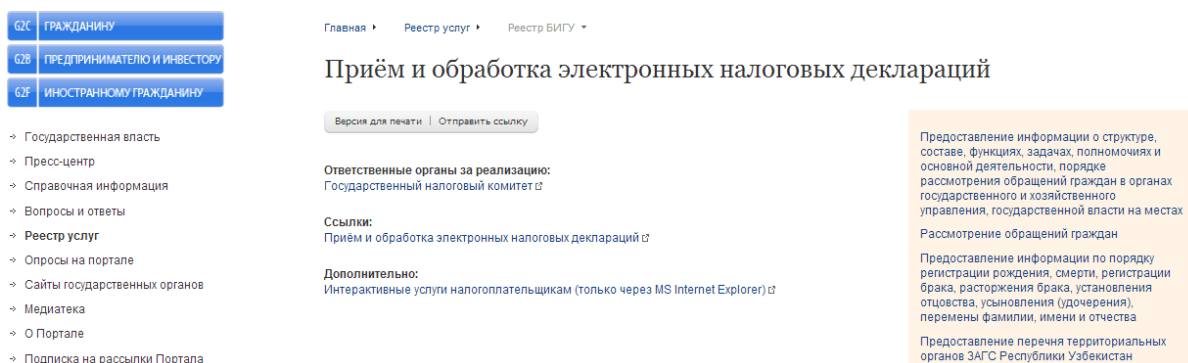 G2C ГРАЖДАНИНУ
G2B ПРЕДПРИНИМАТЕЛЮ И ИНВЕСТОРУ
G2F ИНОСТРАННОМУ ГРАЖДАНИНУ
Государственная власть
Пресс-центр
Справочная информация
Вопросы и ответы
Реестр услуг
Опросы на портале
Сайты государственных органов
Медиатека
О Портале
Подписка на рассылки Портала
Главная Реестр услуг Реестр БИГУ
Приём и обработка электронных налоговых деклараций
Версия для печати | Отправить ссылку
Ответственные органы за реализацию:
Государственный налоговый комитет
Ссылки:
Приём и обработка электронных налоговых деклараций
Дополнительно:
Интерактивные услуги налогоплательщикам (только через MS Internet Explorer)
Предоставление информации о структуре,
составе, функциях, задачах, полномочиях и
основной деятельности, порядке
рассмотрения обращений граждан в органах
государственного и хозяйственного
управления, государственной власти на местах
Рассмотрение обращений граждан
Предоставление информации по порядку
регистрации рождения, смерти, регистрации
брака, расторжения брака, установления
отцовства, усыновления (удочерения),
перемены фамилии, имени и отчества
Предоставление перечня территориальных
органов ЗАГС Республики Узбекистан